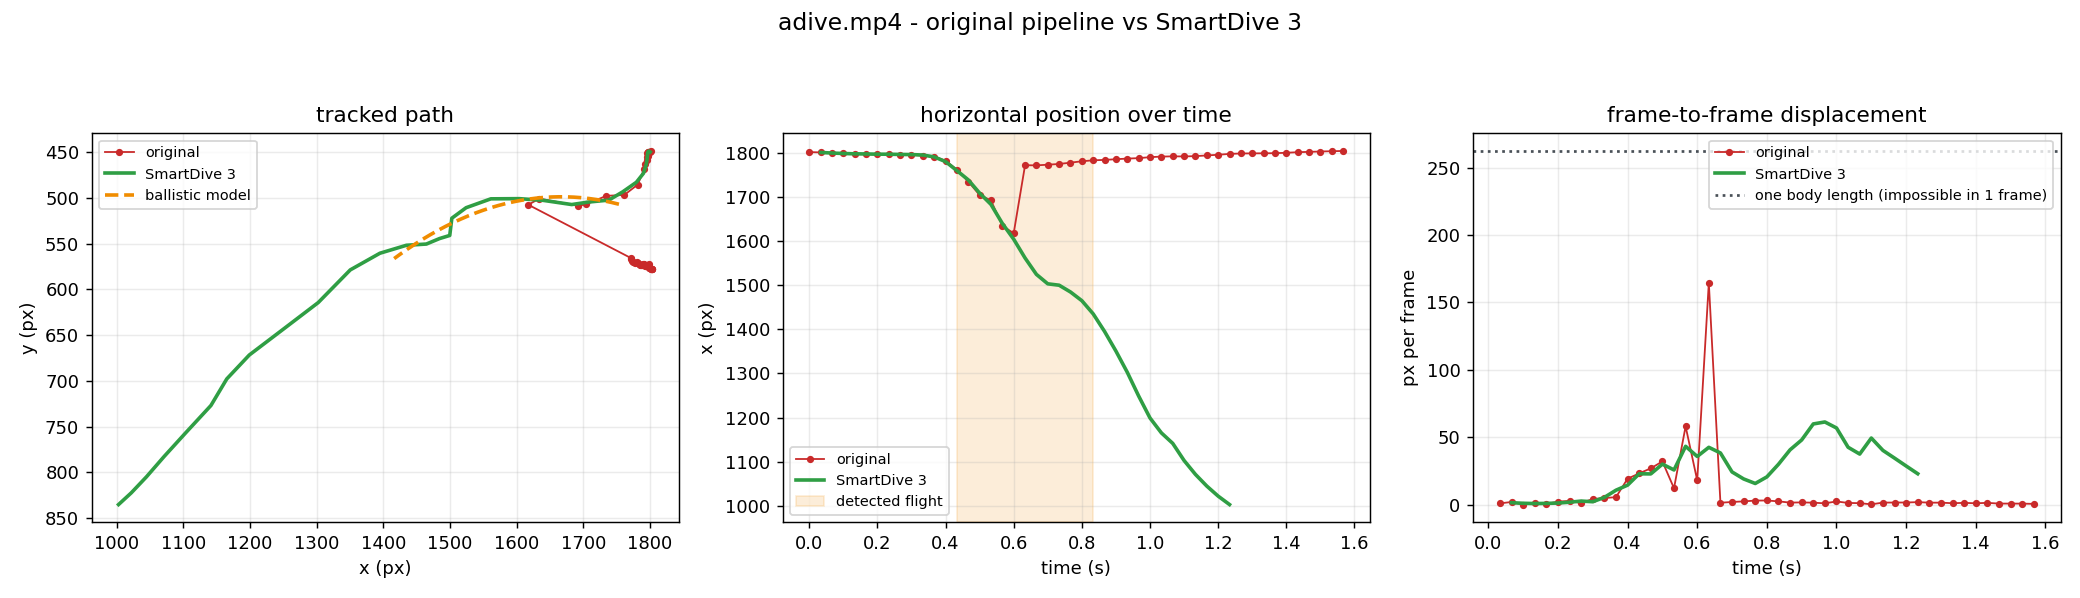 adive.mp4 - original pipeline vs SmartDive 3
tracked path
450
500
550
600
650
700
750
800
850
y (px)
original
SmartDive 3
ballistic model
1000 1100 1200 1300 1400 1500 1600 1700 1800
x (px)
horizontal position over time
1800
1700
1600
1500
1400
1300
1200
1100
1000
x (px)
original
SmartDive 3
detected flight
0.0 0.2 0.4 0.6 0.8 1.0 1.2 1.4 1.6
time (s)
frame-to-frame displacement
250
200
150
100
50
0
px per frame
original
SmartDive 3
one body length (impossible in 1 frame)
0.0 0.2 0.4 0.6 0.8 1.0 1.2 1.4 1.6
time (s)